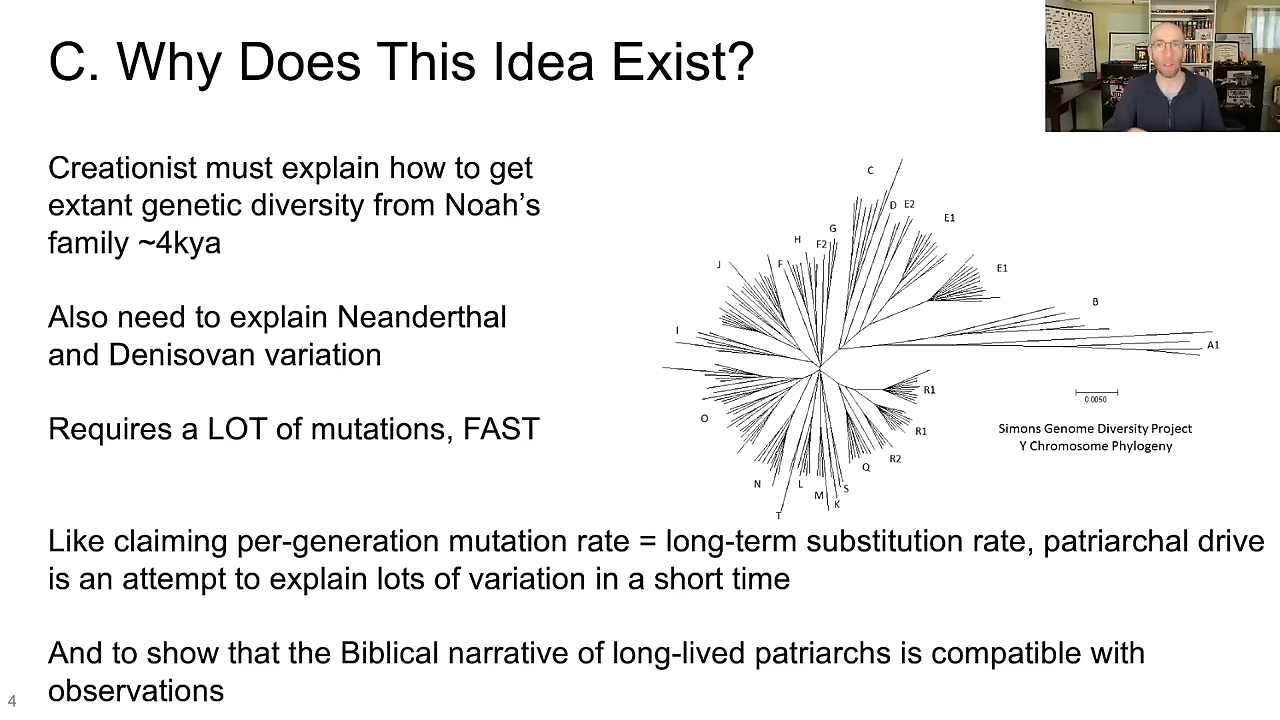 C. Why Does This Idea Exist?
Creationist must explain how to get
extant genetic diversity from Noah’s
family ~4kya
Also need to explain Neanderthal
and Denisovan variation
Requires a LOT of mutations, FAST
C
D E2
E1
G
H
F2
J
F
E1
B
I
A1
R1
0.0050
O
R1
Simons Genome Diversity Project
Y Chromosome Phylogeny
R2
Q
N
L
S
M
K
T
Like claiming per-generation mutation rate = long-term substitution rate, patriarchal drive
is an attempt to explain lots of variation in a short time
And to show that the Biblical narrative of long-lived patriarchs is compatible with
observations
4